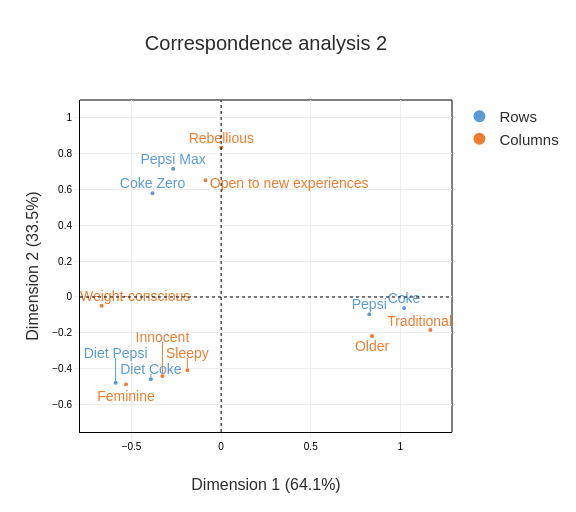 Correspondence analysis 2
Rows
Columns
1
0.8
0.6
0.4
0.2
0
−0.2
−0.4
−0.6
Dimension 2 (33.5%)
Rebellious
Pepsi Max
Coke Zero
Open to new experiences
Weight-conscious
Pepsi
Coke
Traditional
Older
Innocent
Diet Pepsi
Sleepy
Diet Coke
Feminine
−0.5
0
0.5
1
Dimension 1 (64.1%)